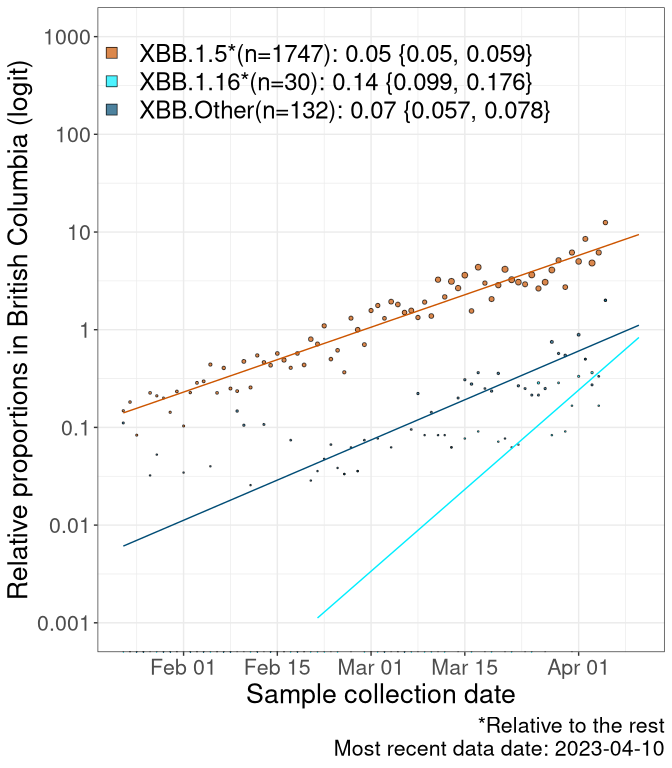 Relative proportions in British Columbia (logit)
1000
100
10
1
0.1
0.01
0.001
XBB.1.5*(n=1747): 0.05 {0.05, 0.059}
XBB.1.16*(n=30): 0.14 {0.099, 0.176}
XBB.Other(n=132): 0.07 {0.057, 0.078}
Feb 01 Feb 15 Mar 01 Mar 15 Apr 01
Sample collection date
*Relative to the rest
Most recent data date: 2023-04-10